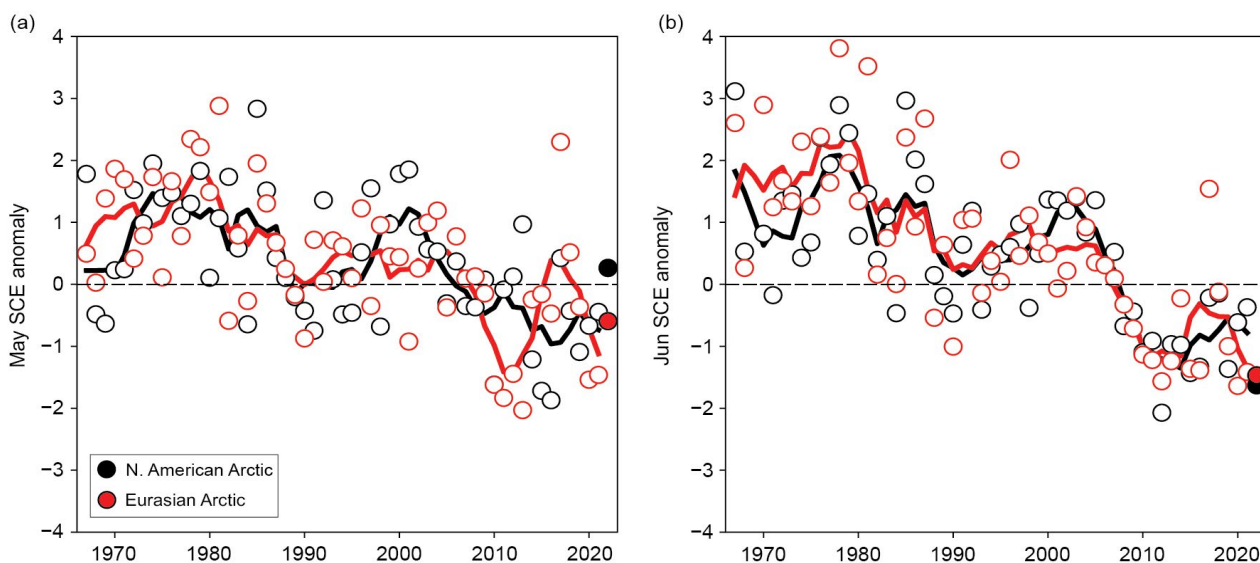 (a)
May SCE anomaly
4
3
2
1
0
−1
−2
−3
−4
N. American Arctic
Eurasian Arctic
1970 1980 1990 2000 2010 2020
(b)
Jun SCE anomaly
4
3
2
1
0
−1
−2
−3
−4
1970 1980 1990 2000 2010 2020